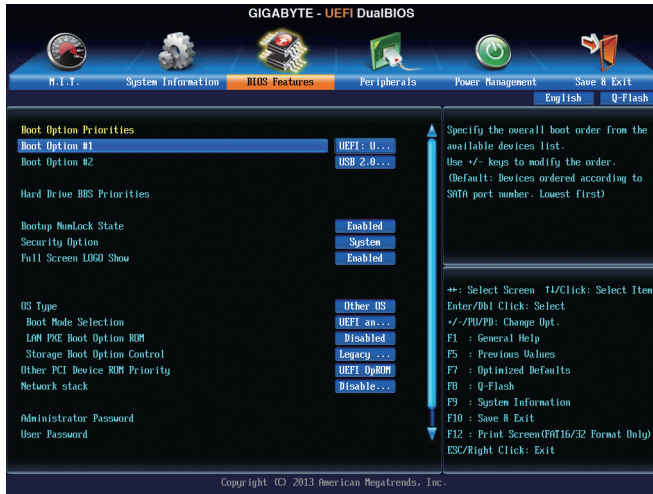 GIGABYTE - UEFI DualBIOS
M.I.T. System Information BIOS Features Peripherals Power Management Save & Exit
English Q-Flash
Boot Option Priorities
Boot Option #1 UEFI: U...
Boot Option #2 USB 2.0...
Hard Drive BBS Priorities
Bootup NumLock State Enabled
Security Option System
Full Screen LOGO Show Enabled
OS Type Other OS
Boot Mode Selection UEFI an...
LAN PXE Boot Option ROM Disabled
Storage Boot Option Control Legacy ...
Other PCI Device ROM Priority UEFI OpROM
Network stack Disable...
Administrator Password
User Password
Specify the overall boot order from the
available devices list.
Use +/- keys to modify the order.
(Default: Devices ordered according to
SATA port number. Lowest first)
→←: Select Screen ↑↓/Click: Select Item
Enter/Dbl Click: Select
+/-/PU/PD: Change Opt.
F1 : General Help
F5 : Previous Values
F7 : Optimized Defaults
F8 : Q-Flash
F9 : System Information
F10 : Save & Exit
F12 : Print Screen(FAT16/32 Format Only)
ESC/Right Click: Exit
Copyright (C) 2013 American Megatrends, Inc.